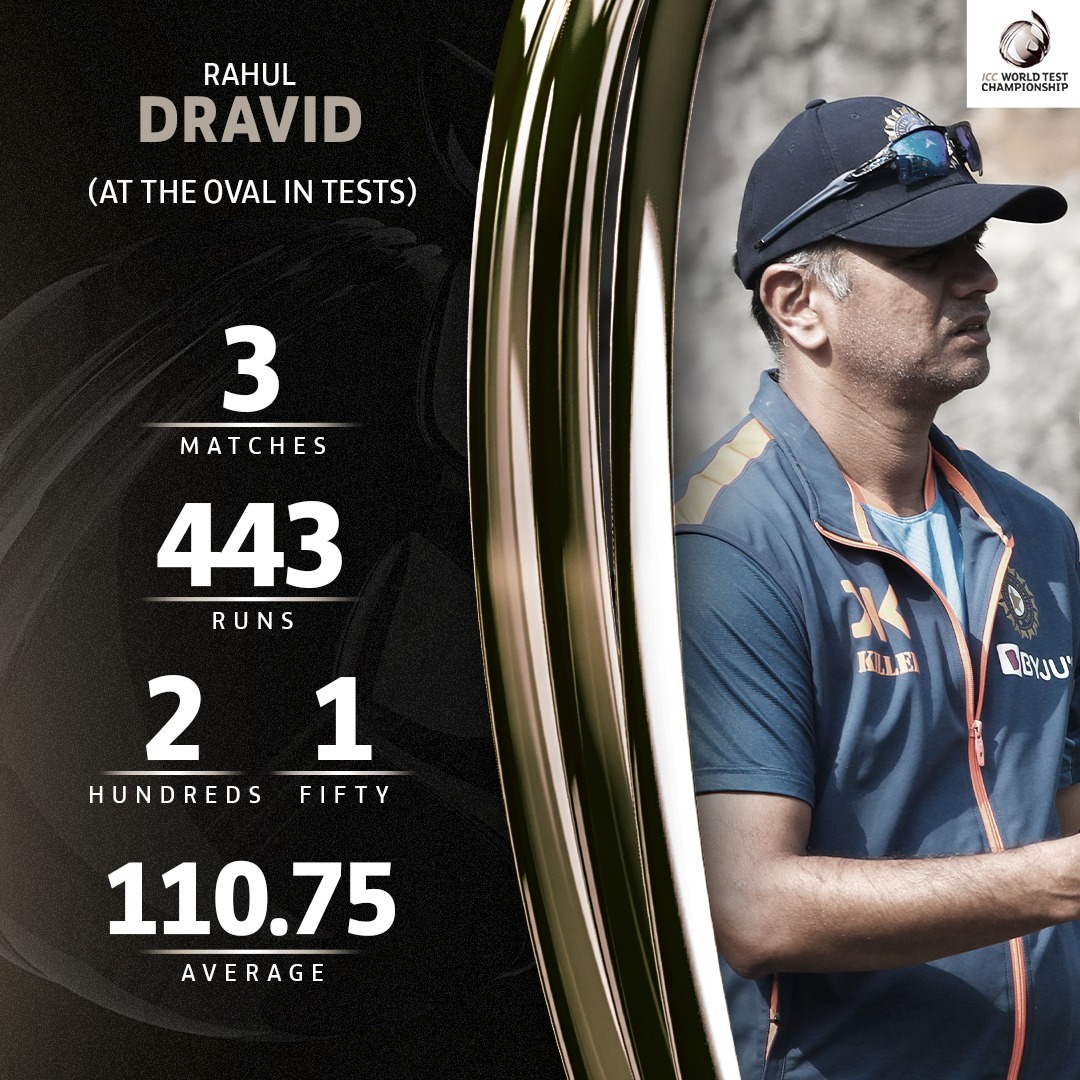 RAHUL
DRAVID
(AT THE OVAL IN TESTS)
3
MATCHES
443
RUNS
2 1
HUNDREDS FIFTY
110.75
AVERAGE
ICC WORLD TEST
CHAMPIONSHIP
KILLER
BYJU'